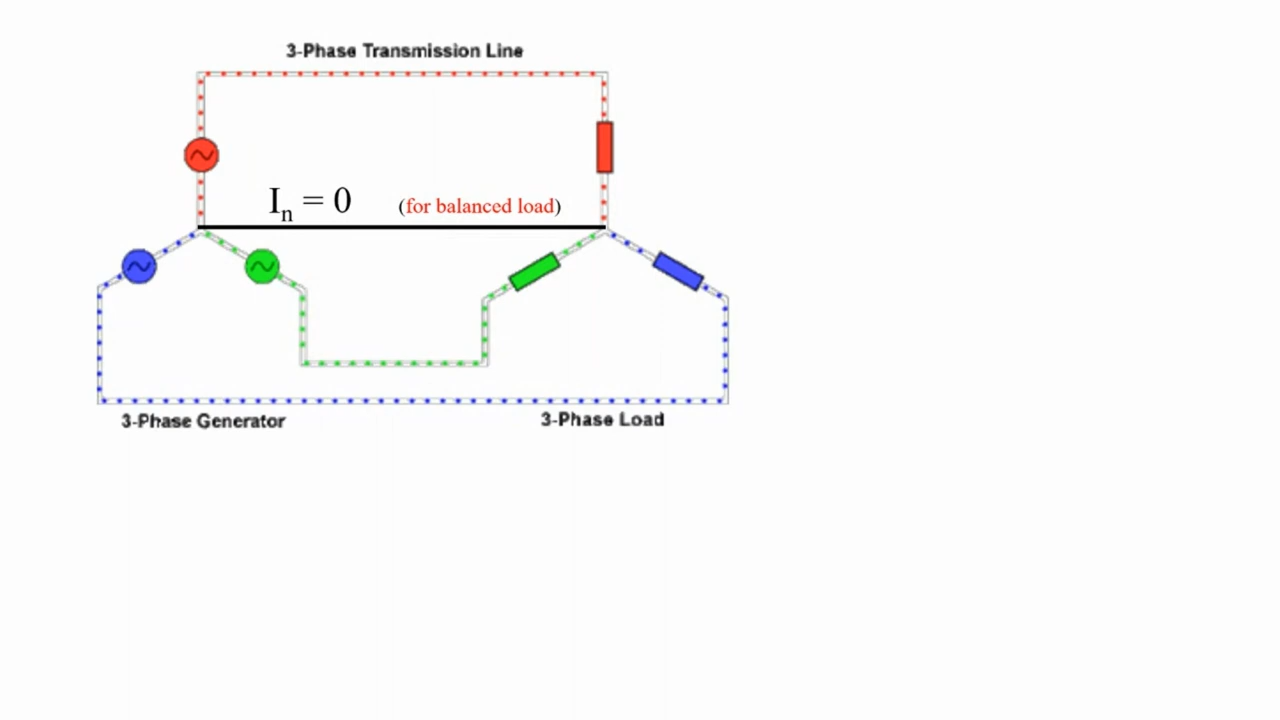 3-Phase Transmission Line
In = 0 (for balanced load)
3-Phase Generator 3-Phase Load